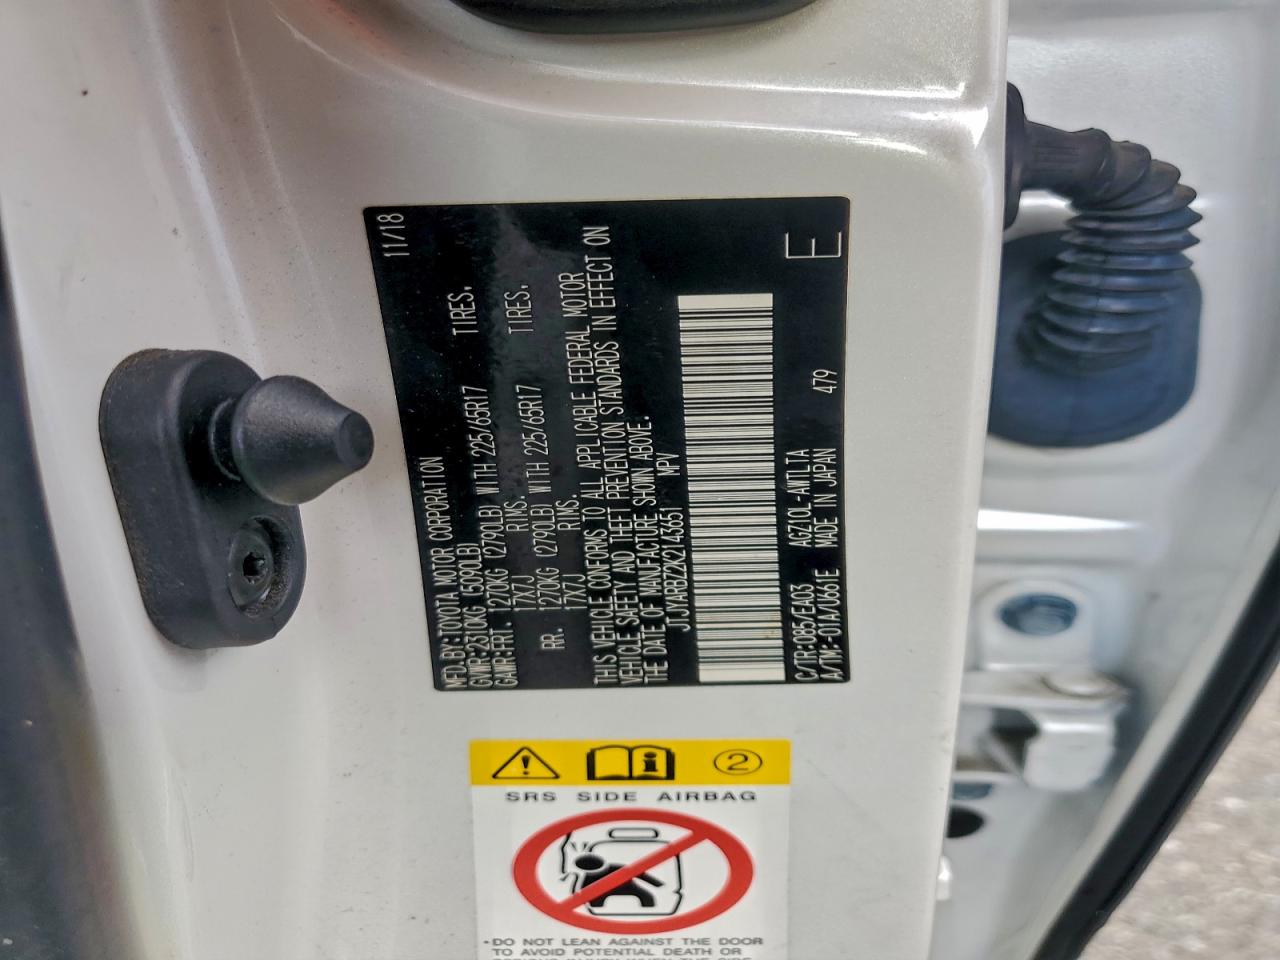 MFD.BY:TOYOTA MOTOR CORPORATION 11/18
GVWR:2310KG (5090LB)
GAWR:FRT. 1270KG (2790LB) WITH 225/65R17 TIRES.
17X7J RIMS.
RR. 1270KG (2790LB) WITH 225/65R17 TIRES.
17X7J RIMS.
THIS VEHICLE CONFORMS TO ALL APPLICABLE FEDERAL MOTOR
VEHICLE SAFETY AND THEFT PREVENTION STANDARDS IN EFFECT ON
THE DATE OF MANUFACTURE SHOWN ABOVE.
JTJYARBZ2K2143651 MPV
C/TR:085/EA03 AGZ10L-AWTLTA
A/TM:-01A/U661E MADE IN JAPAN 479
E
2
SRS SIDE AIRBAG
•DO NOT LEAN AGAINST THE DOOR
TO AVOID POTENTIAL DEATH OR